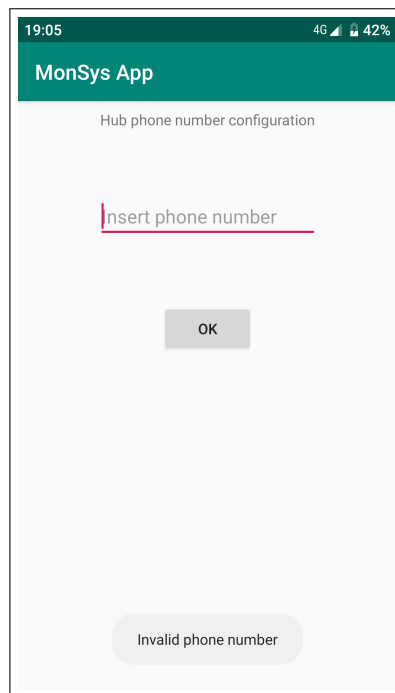 19:05 4G 42%
MonSys App
Hub phone number configuration
Insert phone number
OK
Invalid phone number